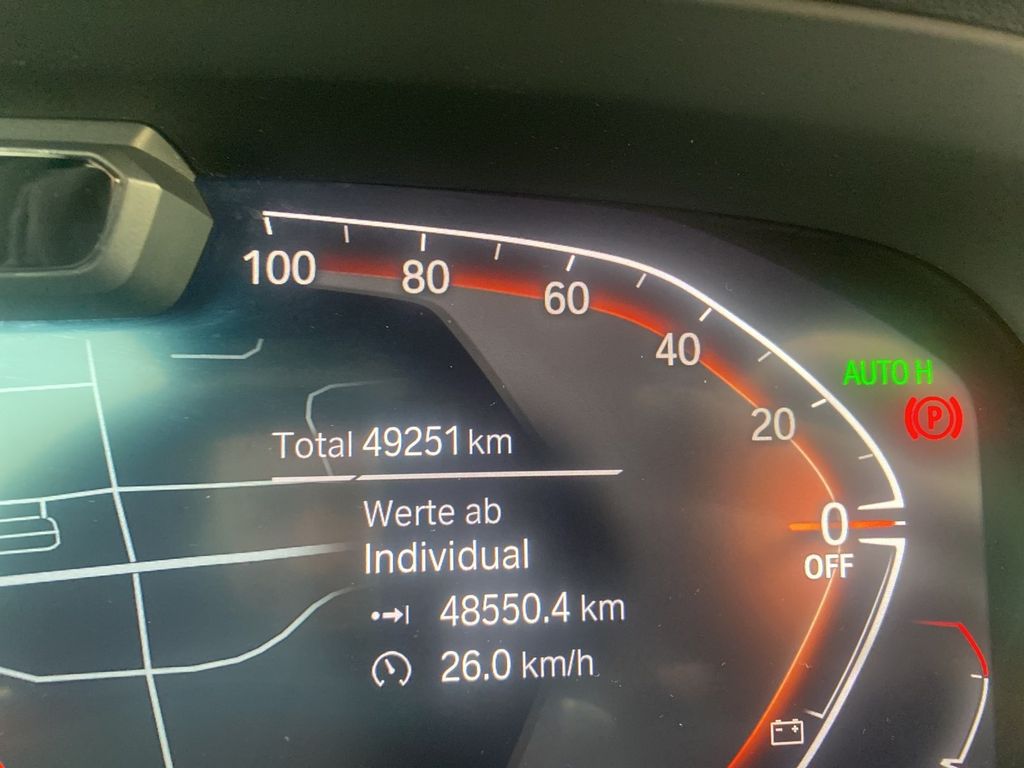 100
80
60
40
20
0
OFF
AUTO H
P
Total 49251 km
Werte ab
Individual
48550.4 km
26.0 km/h